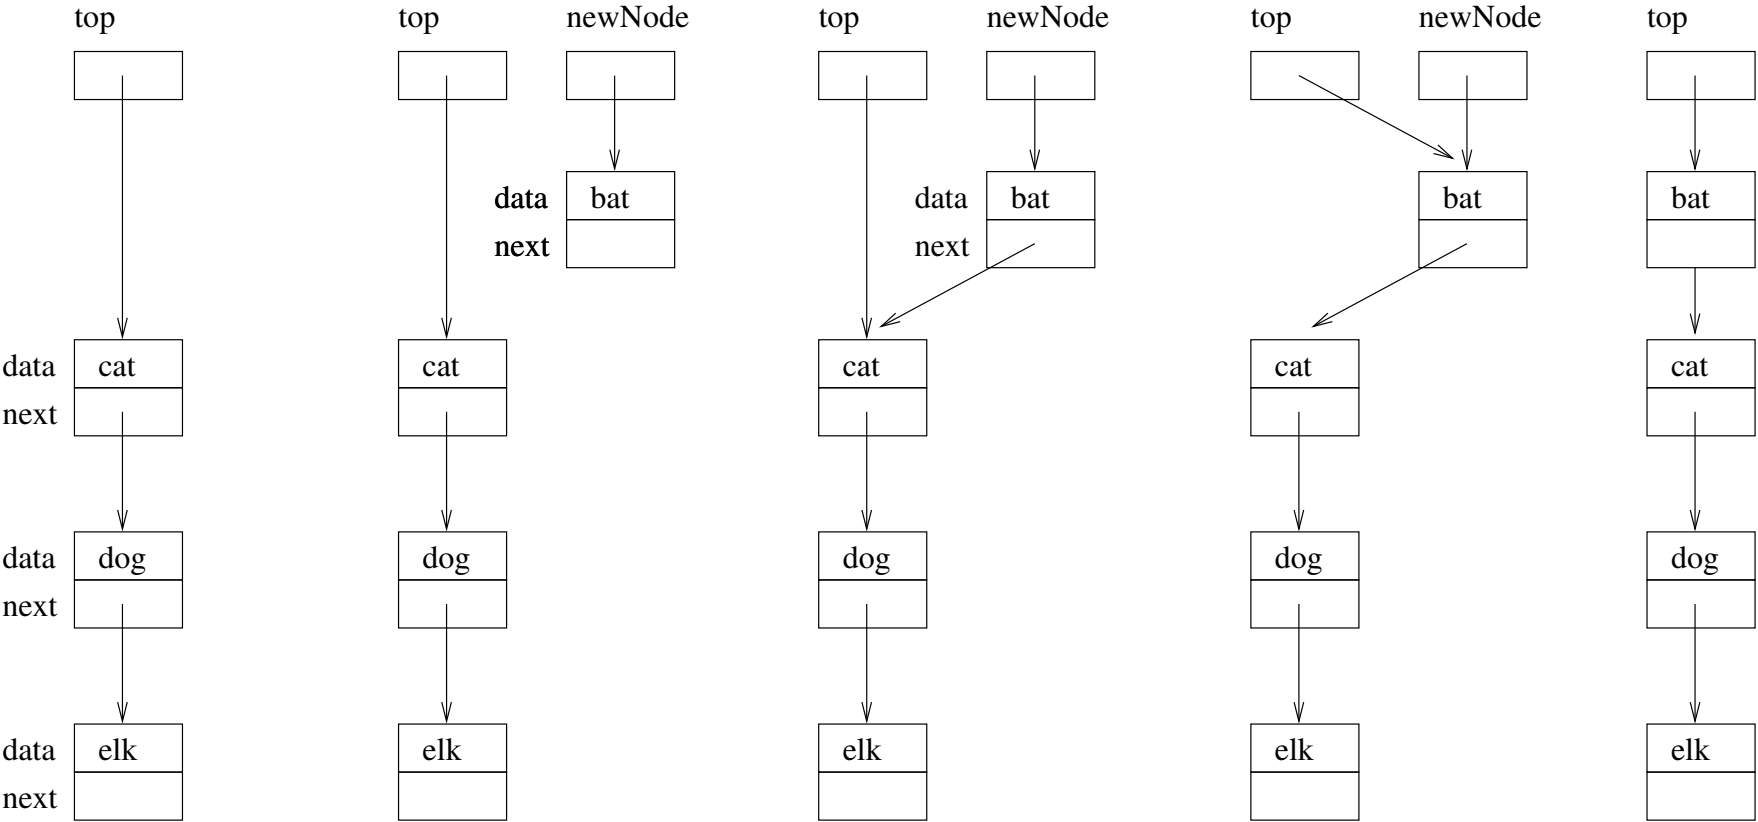 top top newNode top newNode top newNode top
data bat data bat bat bat
next next
data cat cat cat cat cat
next
data dog dog dog dog dog
next
data elk elk elk elk elk
next